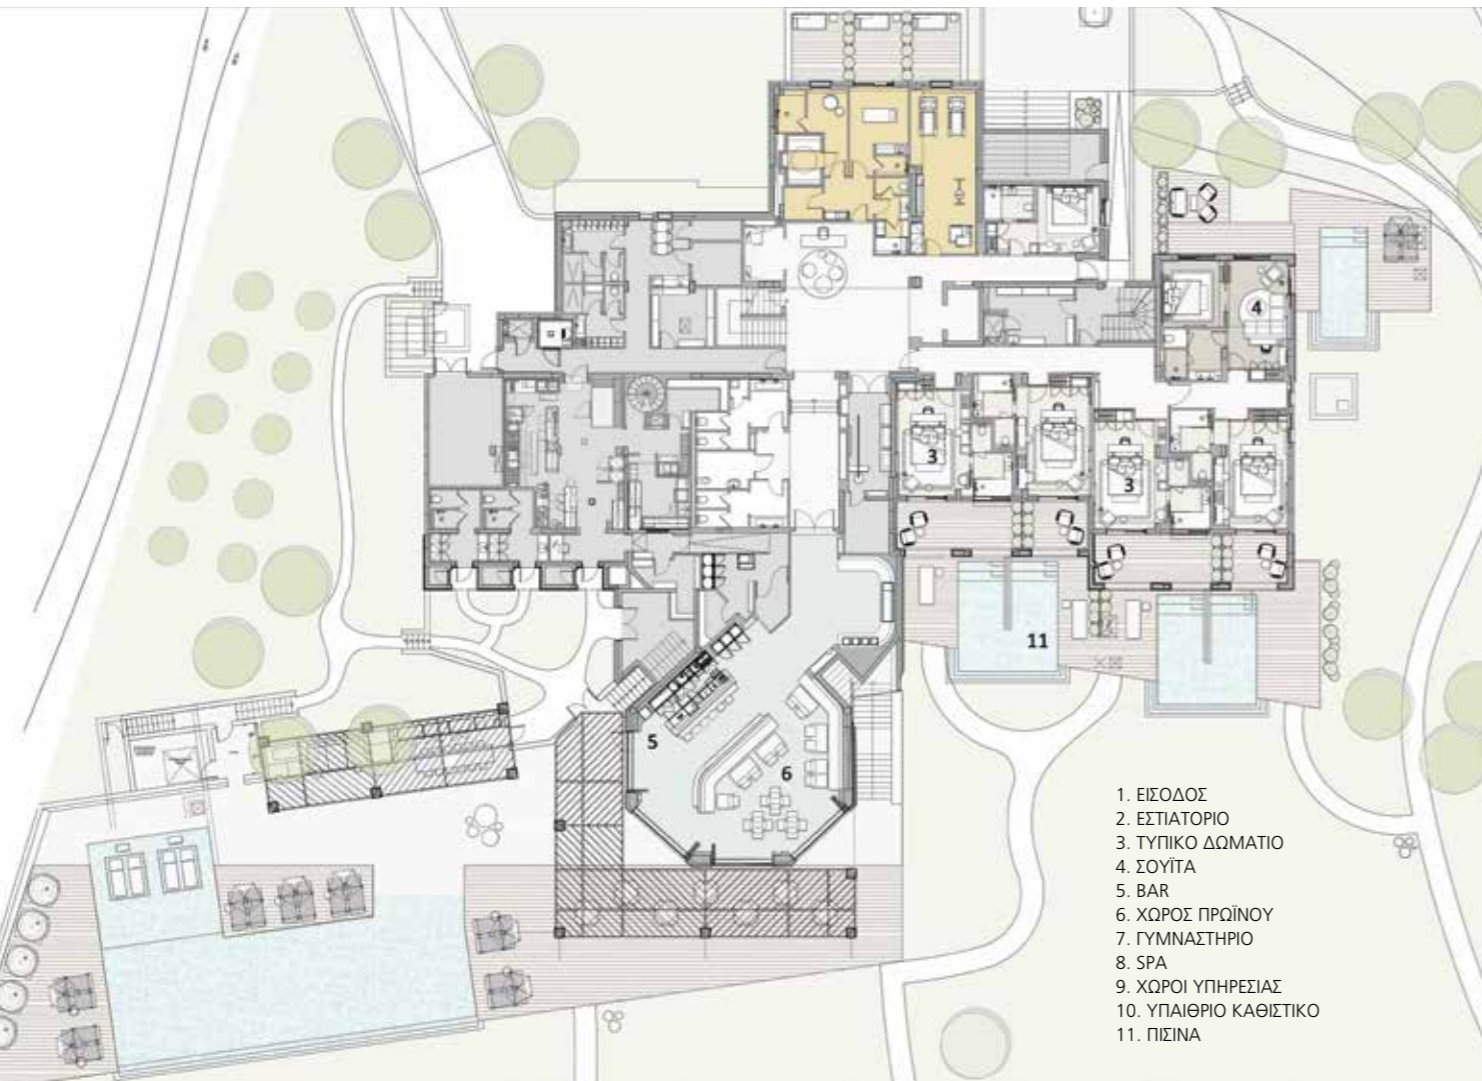 4
3
3
11
5
6
1. ΕΙΣΟΔΟΣ
2. ΕΣΤΙΑΤΟΡΙΟ
3. ΤΥΠΙΚΟ ΔΩΜΑΤΙΟ
4. ΣΟΥΪΤΑ
5. BAR
6. ΧΩΡΟΣ ΠΡΩΪΝΟΥ
7. ΓΥΜΝΑΣΤΗΡΙΟ
8. SPA
9. ΧΩΡΟΙ ΥΠΗΡΕΣΙΑΣ
10. ΥΠΑΙΘΡΙΟ ΚΑΘΙΣΤΙΚΟ
11. ΠΙΣΙΝΑ